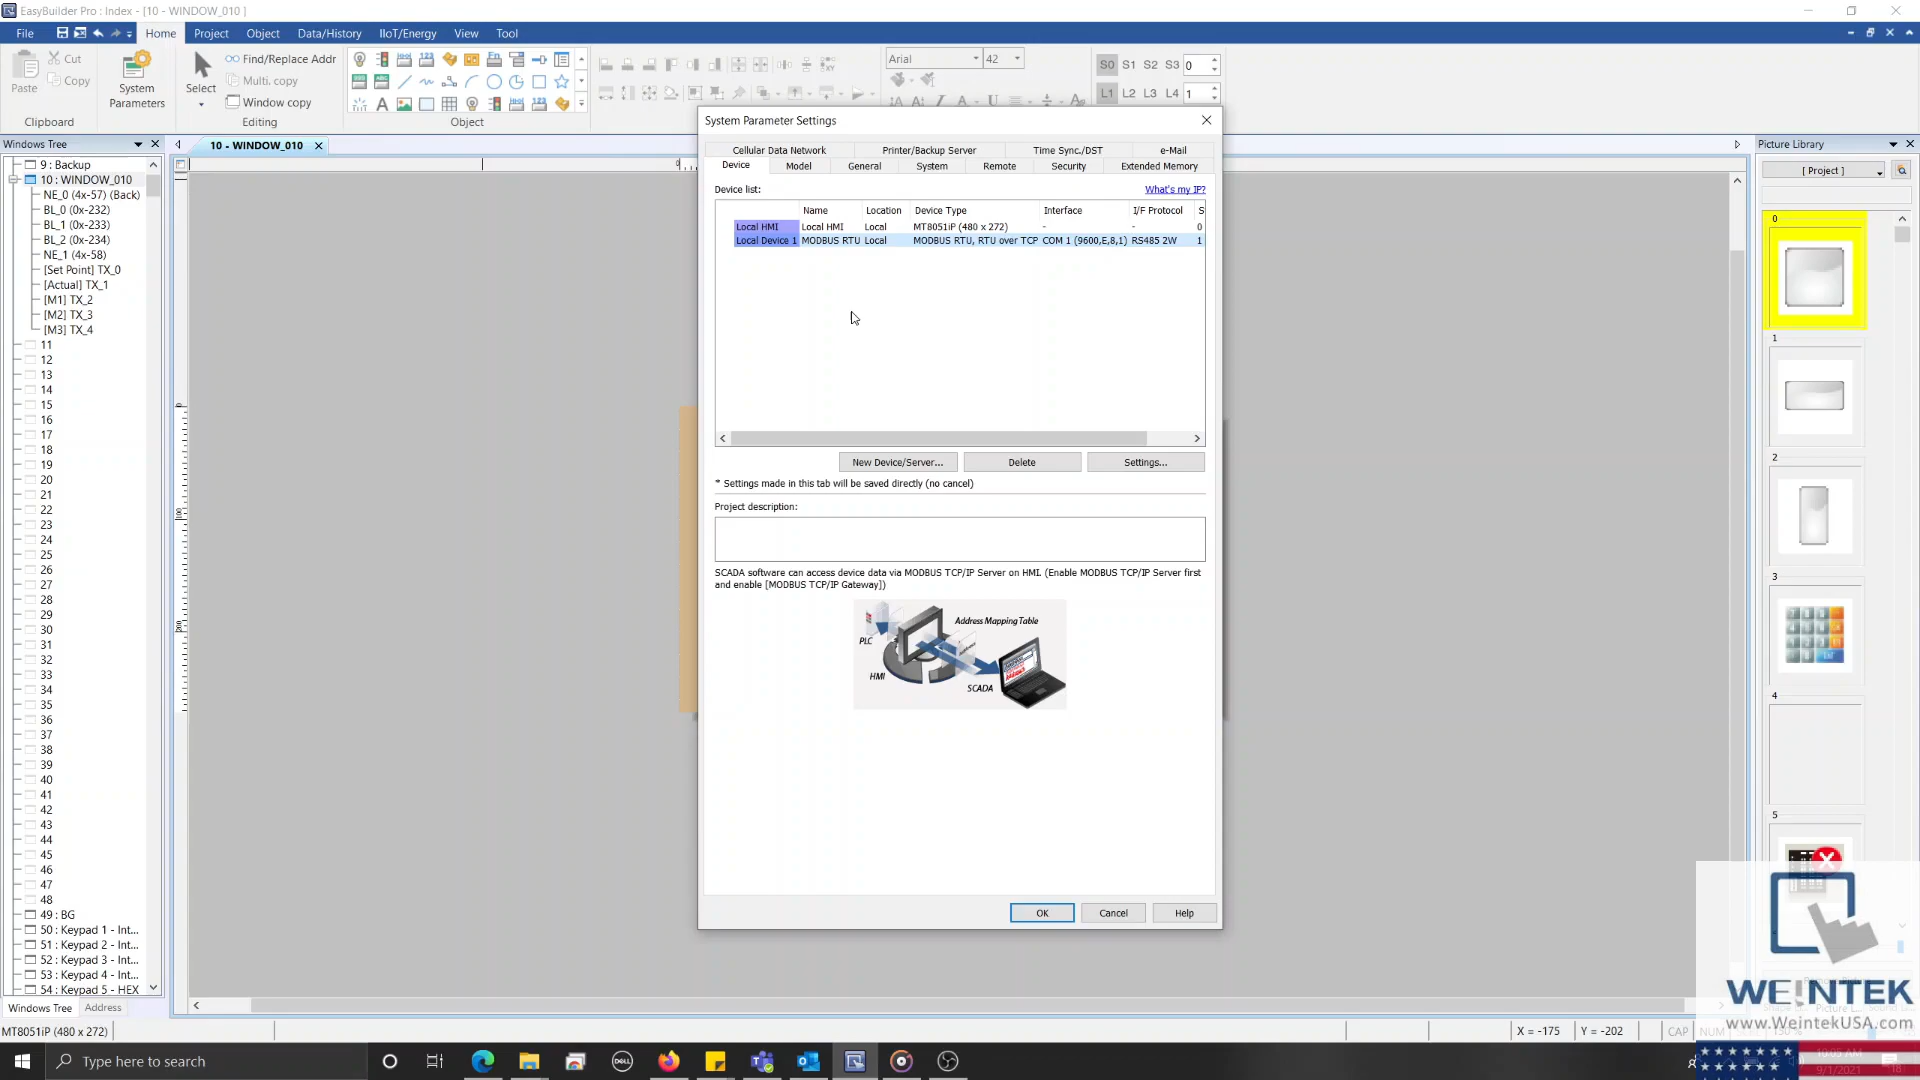 EasyBuilder Pro : Index - [10 - WINDOW_010 ]
File Home Project Object Data/History IIoT/Energy View Tool
Paste Cut Copy
Clipboard
System Parameters
Select
Find/Replace Addr
Multi. copy
Window copy
Editing
Object
Arial 42
S0 S1 S2 S3 0
L1 L2 L3 L4 1
Windows Tree
10 - WINDOW_010
Picture Library
[ Project ]
9 : Backup
10 : WINDOW_010
NE_0 (4x-57) (Back)
BL_0 (0x-232)
BL_1 (0x-233)
BL_2 (0x-234)
NE_1 (4x-58)
[Set Point] TX_0
[Actual] TX_1
[M1] TX_2
[M2] TX_3
[M3] TX_4
11
12
13
14
15
16
17
18
19
20
21
22
23
24
25
26
27
28
29
30
31
32
33
34
35
36
37
38
39
40
41
42
43
44
45
46
47
48
49 : BG
50 : Keypad 1 - Int...
51 : Keypad 2 - Int...
52 : Keypad 3 - Int...
53 : Keypad 4 - Int...
54 : Keypad 5 - HEX
Windows Tree Address
System Parameter Settings
Cellular Data Network Printer/Backup Server Time Sync./DST e-Mail
Device Model General System Remote Security Extended Memory
Device list: What's my IP?
Name Location Device Type Interface I/F Protocol S
Local HMI Local HMI Local MT8051iP (480 x 272) - -
Local Device 1 MODBUS RTU Local MODBUS RTU, RTU over TCP COM 1 (9600,E,8,1) RS485 2W 1
New Device/Server... Delete Settings...
* Settings made in this tab will be saved directly (no cancel)
Project description:
SCADA software can access device data via MODBUS TCP/IP Server on HMI. (Enable MODBUS TCP/IP Server first
and enable [MODBUS TCP/IP Gateway])
Address Mapping Table
PLC
HMI
SCADA
OK Cancel Help
0
1
2
3
4
5
WEINTEK
www.WeintekUSA.com
MT8051iP (480 x 272)
X = -175 Y = -202 CAP NUM
Type here to search
DELL
10:05 AM
9/1/2021